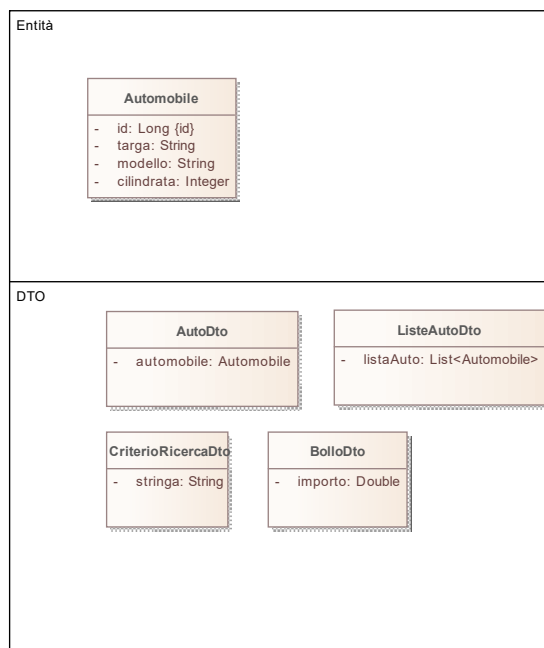 Entità
Automobile
- id: Long {id}
- targa: String
- modello: String
- cilindrata: Integer
DTO
AutoDto
- automobile: Automobile
ListeAutoDto
- listaAuto: List<Automobile>
CriterioRicercaDto
- stringa: String
BolloDto
- importo: Double